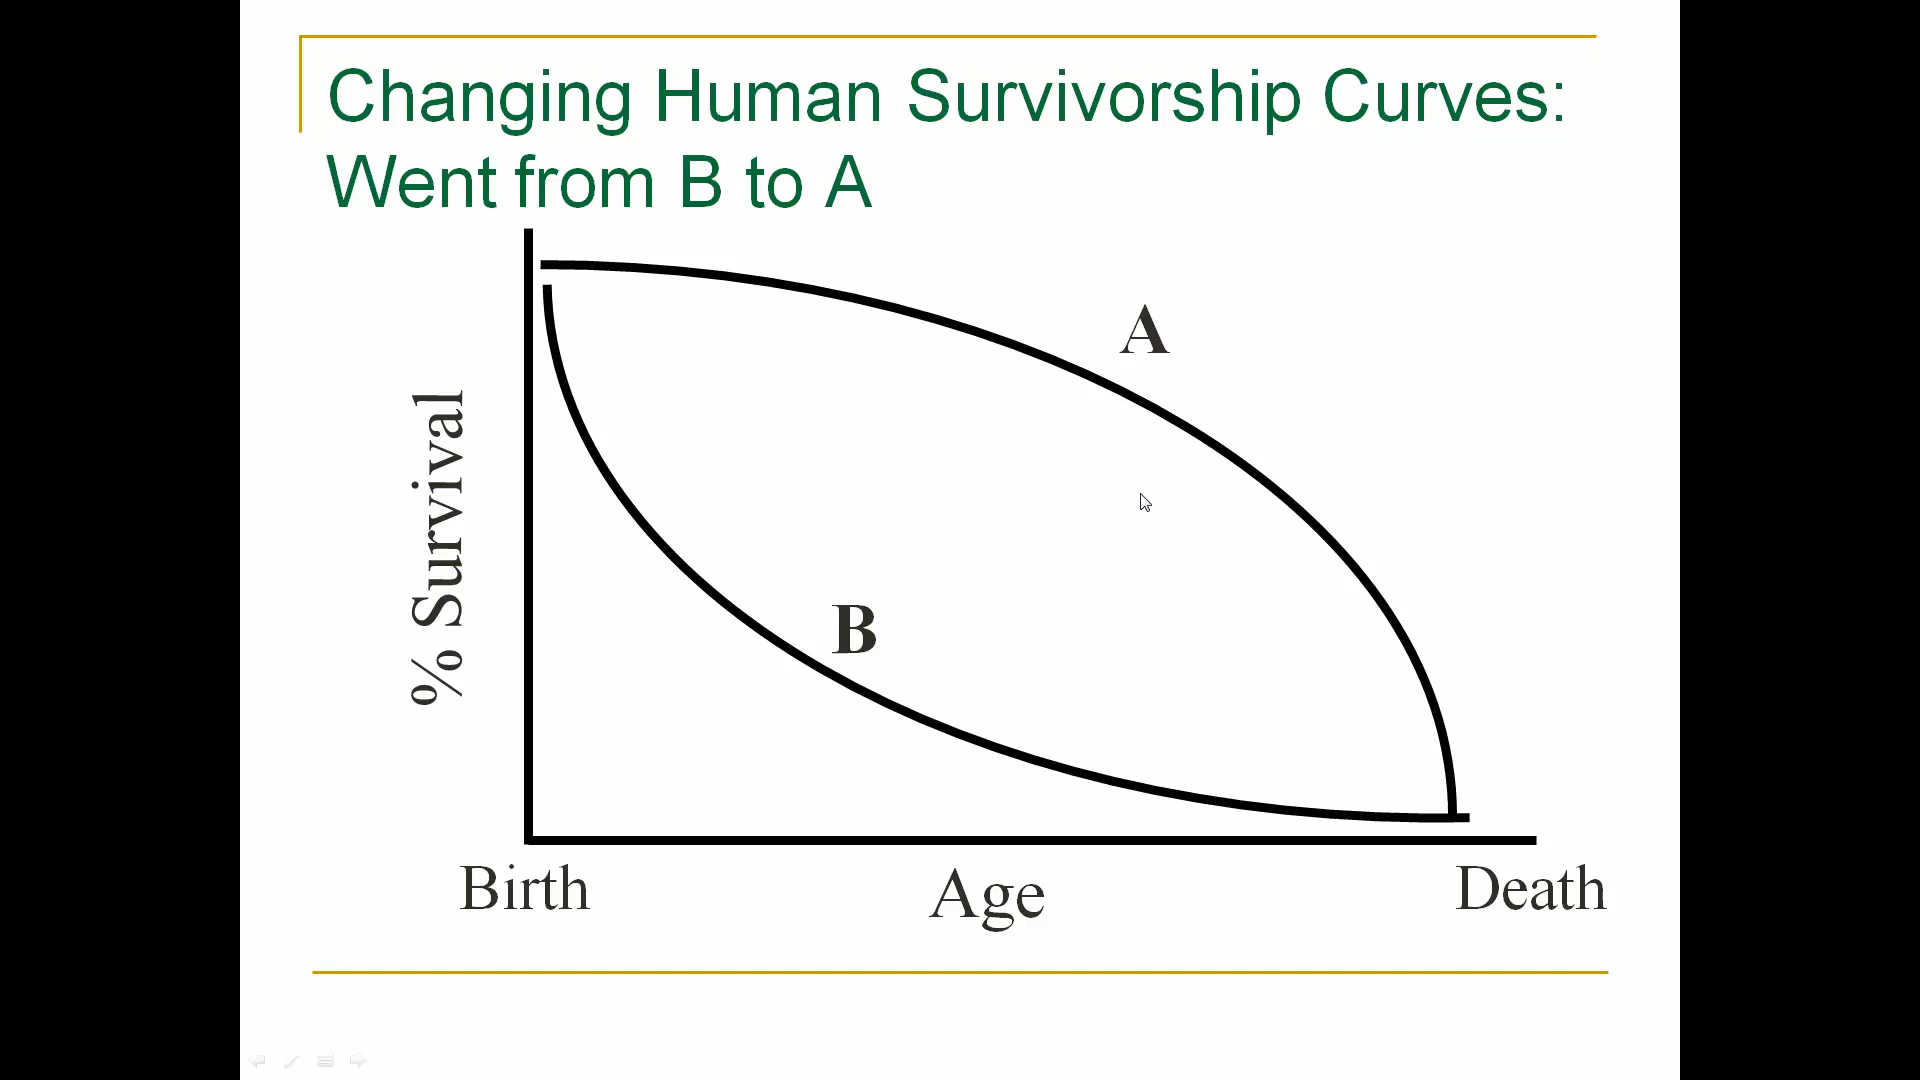 Changing Human Survivorship Curves:
Went from B to A
A
% Survival
B
Birth
Age
Death